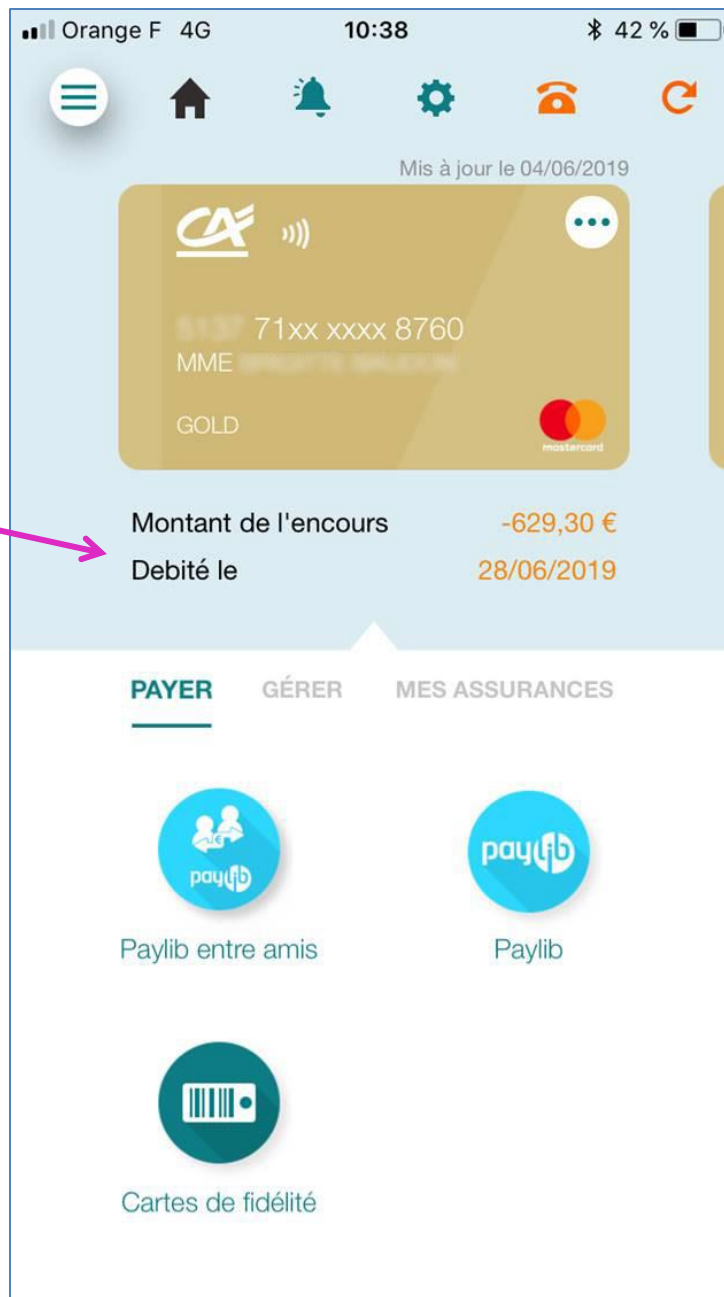 Orange F 4G 10:38 42 %
Mis à jour le 04/06/2019
CA
71xx xxxx 8760
MME
GOLD
mastercard
Montant de l'encours -629,30 €
Debité le 28/06/2019
PAYER GÉRER MES ASSURANCES
€
paylib paylib
Paylib entre amis Paylib
Cartes de fidélité